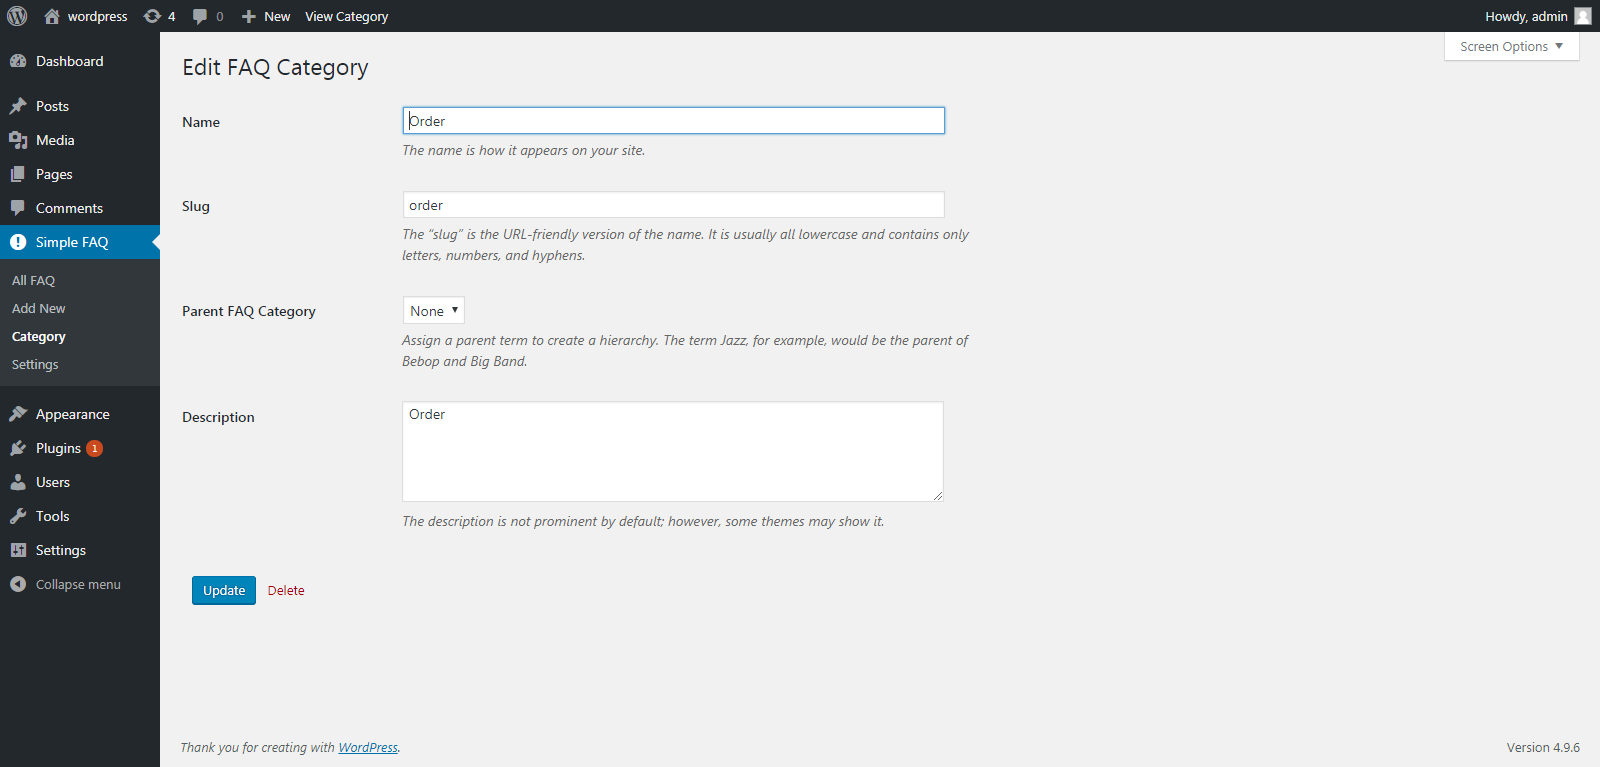 wordpress 4 0 New View Category Howdy, admin
Screen Options
Dashboard
Posts
Media
Pages
Comments
Simple FAQ
All FAQ
Add New
Category
Settings
Appearance
Plugins 1
Users
Tools
Settings
Collapse menu
Edit FAQ Category
Name
Order
The name is how it appears on your site.
Slug
order
The “slug” is the URL-friendly version of the name. It is usually all lowercase and contains only
letters, numbers, and hyphens.
Parent FAQ Category
None
Assign a parent term to create a hierarchy. The term Jazz, for example, would be the parent of
Bebop and Big Band.
Description
Order
The description is not prominent by default; however, some themes may show it.
Update Delete
Thank you for creating with WordPress. Version 4.9.6